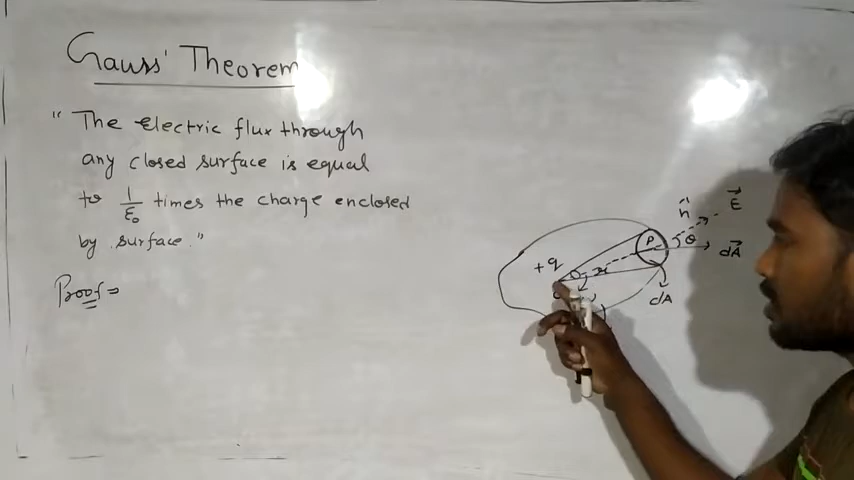 Gauss' Theorem
" The electric flux through
any closed surface is equal
to 1/ε₀ times the charge enclosed
by surface."
Proof ⇒
n̂
E⃗
P
θ
dA⃗
+q
r
dA